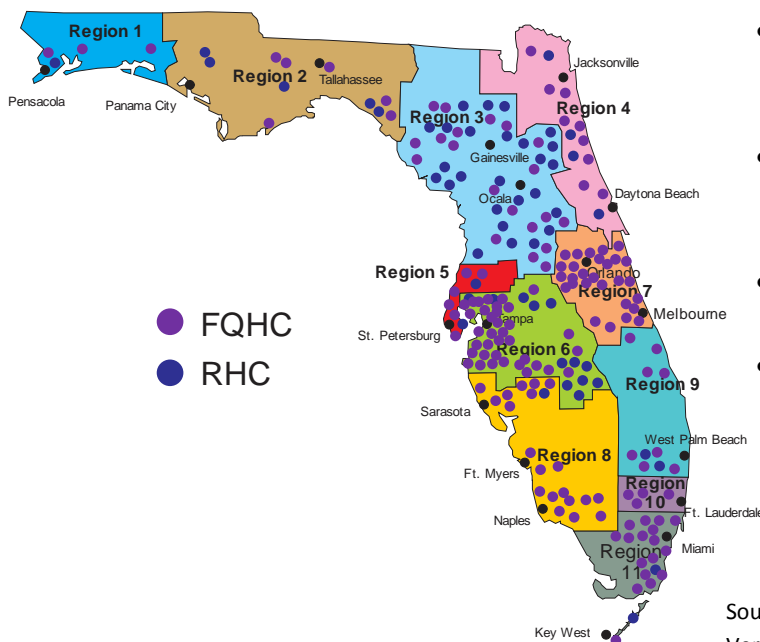 Region 1
Jacksonville
Region 2
Tallahassee
Pensacola
Panama City
Region 4
Region 3
Gainesville
Daytona Beach
Ocala
Region 5
Orlando
Region 7
FQHC
Melbourne
St. Petersburg
Region 6
RHC
Region 9
Sarasota
West Palm Beach
Region 8
Ft. Myers
Region
10
Ft. Lauderdale
Naples
Miami
Region
11
Sou
Key West